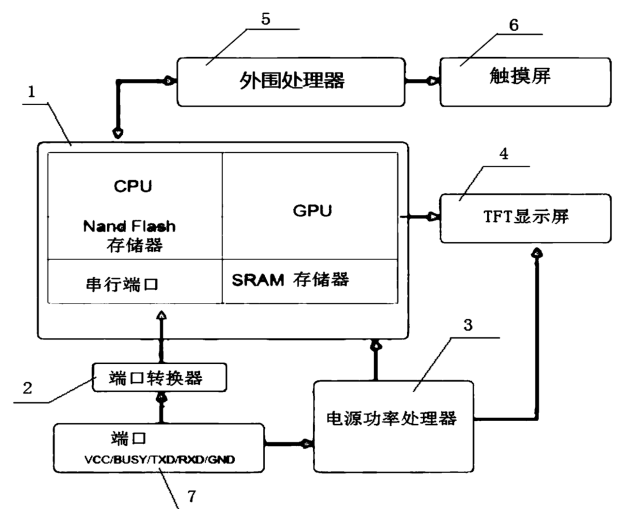 5
6
外围处理器
触摸屏
1
CPU
GPU
4
Nand Flash
存储器
TFT显示屏
串行端口
SRAM 存储器
3
2
端口转换器
电源功率处理器
端口
VCC/BUSY/TXD/RXD/GND
7